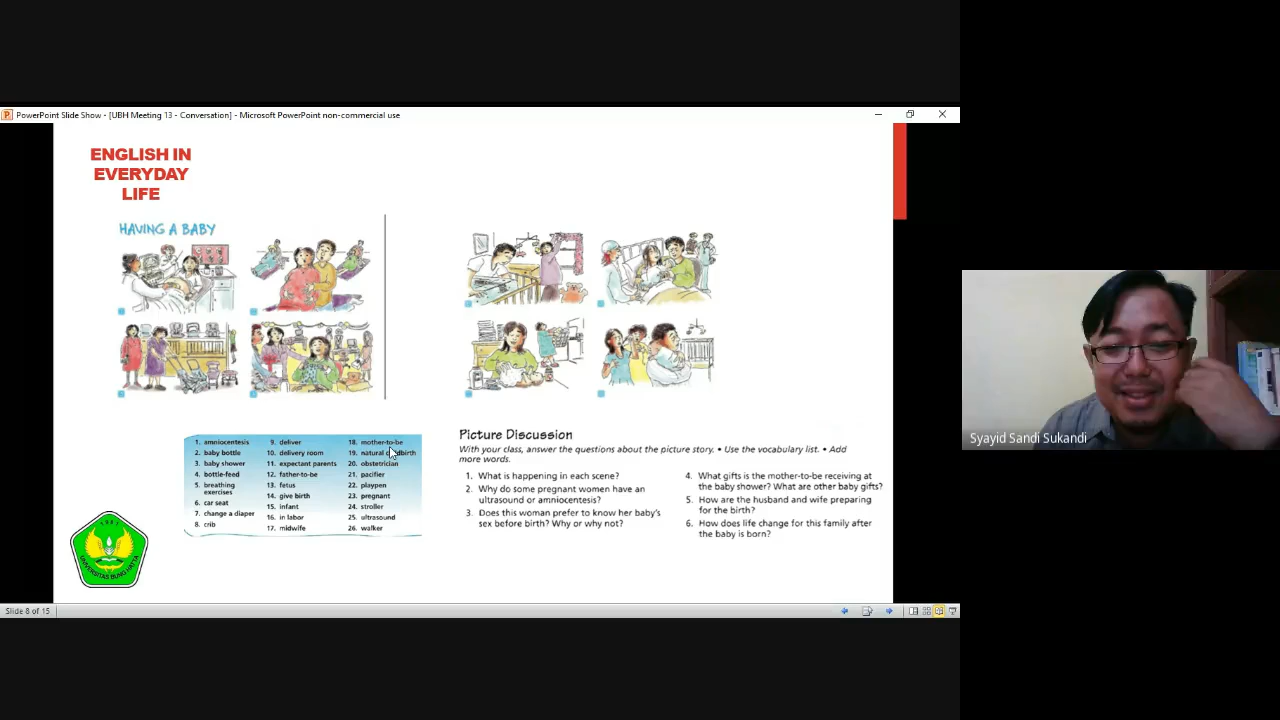 PowerPoint Slide Show - [UBH Meeting 13 - Conversation] - Microsoft PowerPoint non-commercial use
ENGLISH IN
EVERYDAY
LIFE
HAVING A BABY
1. amniocentesis
2. baby bottle
3. baby shower
4. bottle-feed
5. breathing
exercises
6. car seat
7. change a diaper
8. crib
9. deliver
10. delivery room
11. expectant parents
12. father-to-be
13. fetus
14. give birth
15. infant
16. in labor
17. midwife
18. mother-to-be
19. natural childbirth
20. obstetrician
21. pacifier
22. playpen
23. pregnant
24. stroller
25. ultrasound
26. walker
Picture Discussion
With your class, answer the questions about the picture story. • Use the vocabulary list. • Add
more words.
1. What is happening in each scene?
2. Why do some pregnant women have an
ultrasound or amniocentesis?
3. Does this woman prefer to know her baby's
sex before birth? Why or why not?
4. What gifts is the mother-to-be receiving at
the baby shower? What are other baby gifts?
5. How are the husband and wife preparing
for the birth?
6. How does life change for this family after
the baby is born?
1981
UNIVERSITAS BUNG HATTA
Slide 8 of 15
Syayid Sandi Sukandi